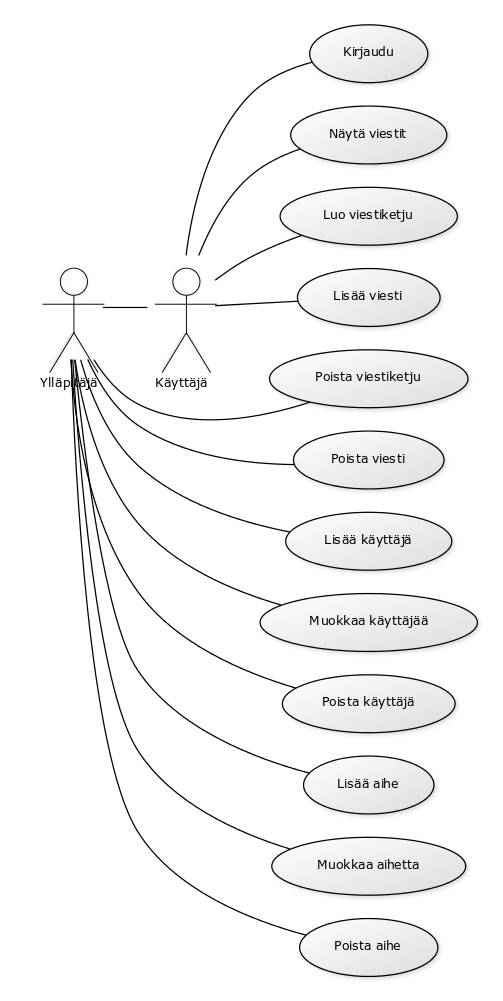 Kirjaudu
Näytä viestit
Luo viestiketju
Lisää viesti
Ylläpitäjä
Käyttäjä
Poista viestiketju
Poista viesti
Lisää käyttäjä
Muokkaa käyttäjää
Poista käyttäjä
Lisää aihe
Muokkaa aihetta
Poista aihe